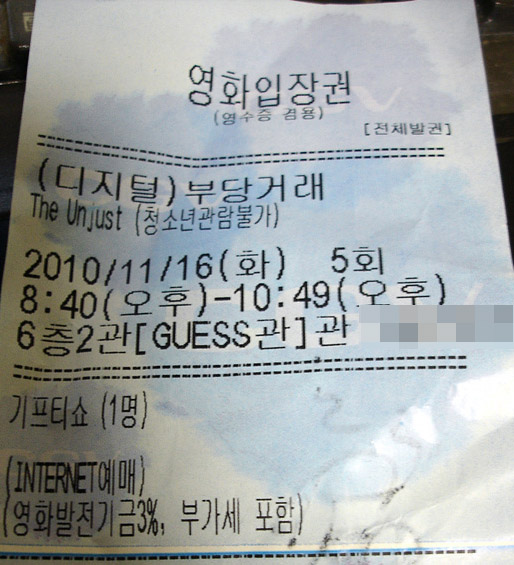 영화입장권
(영수증 겸용)
[전체발권]
(디지털)부당거래
The Unjust (청소년관람불가)
2010/11/16(화) 5회
8:40(오후)-10:49(오후)
6층2관[GUESS관]관
기프티쇼 (1명)
(INTERNET예매)
(영화발전기금3%, 부가세 포함)